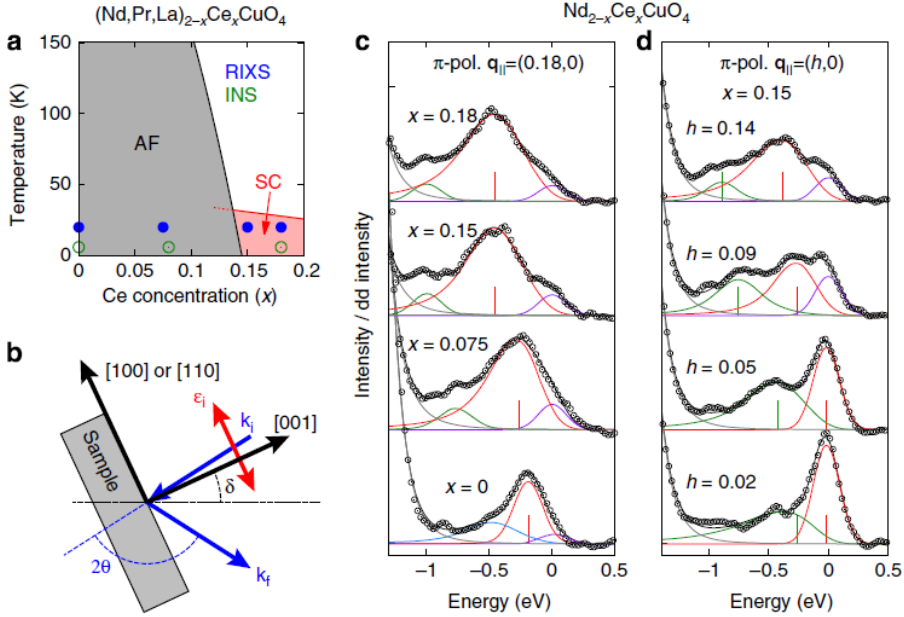 (Nd,Pr,La)₂₋ₓCeₓCuO₄
a
Temperature (K)
150
100
50
0
AF
RIXS
INS
SC
0
0.05
0.1
0.15
0.2
Ce concentration (x)
b
[100] or [110]
εᵢ
kᵢ
[001]
Sample
δ
2θ
k_f
Nd₂₋ₓCeₓCuO₄
c
π-pol. q||=(0.18,0)
x = 0.18
x = 0.15
x = 0.075
x = 0
Intensity / dd intensity
−1
−0.5
0
0.5
Energy (eV)
d
π-pol. q||=(h,0)
x = 0.15
h = 0.14
h = 0.09
h = 0.05
h = 0.02
−1
−0.5
0
0.5
Energy (eV)